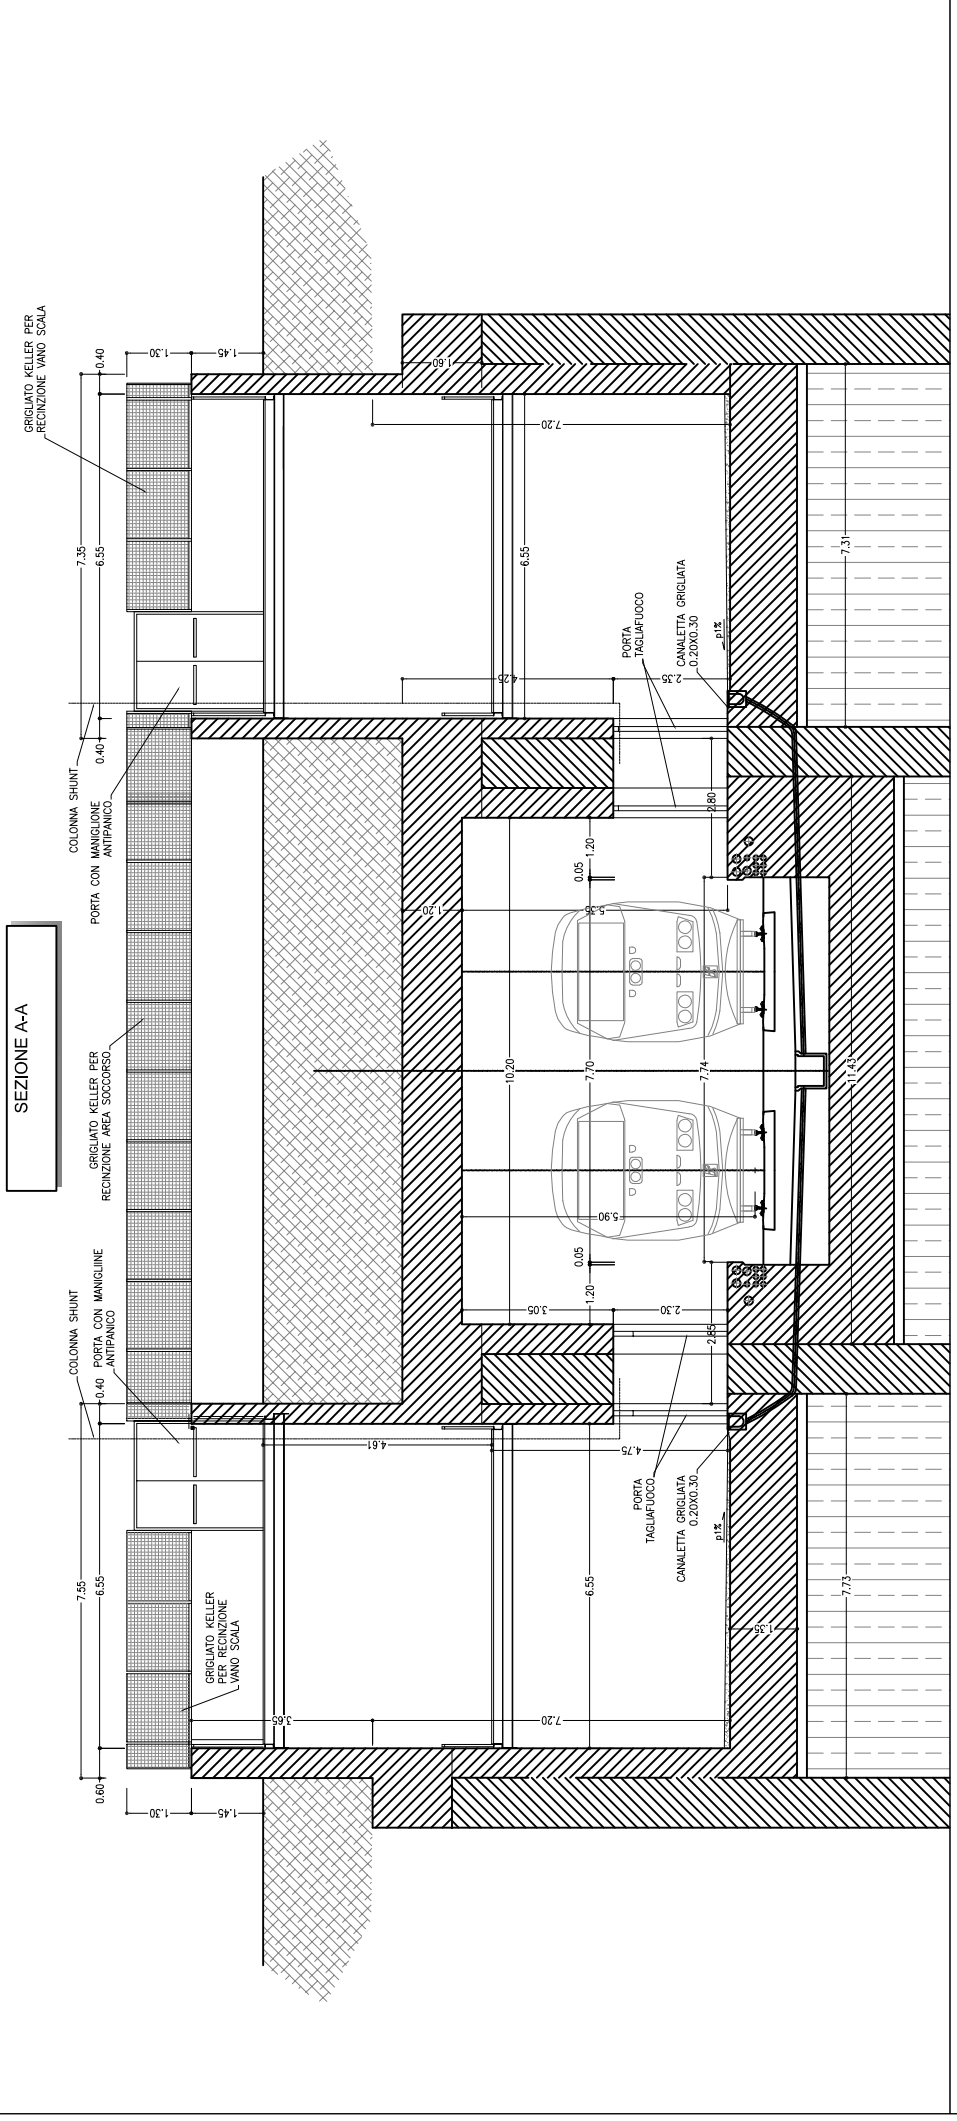 SEZIONE A-A
COLONNA SHUNT
PORTA CON MANIGLIINE
ANTIPANICO
GRIGLIATO KELLER PER
RECINZIONE AREA SOCCORSO
COLONNA SHUNT
PORTA CON MANIGLIONE
ANTIPANICO
GRIGLIATO KELLER PER
RECINZIONE VANO SCALA
7.55
0.60
6.55
0.40
7.35
0.40
6.55
0.40
1.30
1.45
1.30
1.45
GRIGLIATO KELLER
PER RECINZIONE
VANO SCALA
3.65
7.20
4.61
4.75
6.55
PORTA
TAGLIAFUOCO
CANALETTA GRIGLIATA
0.20X0.30
p1%
1.35
7.73
3.05
2.30
2.85
1.20
0.05
5.90
10.20
7.70
7.74
11.43
1.20
5.35
0.05
1.20
2.80
4.25
2.35
PORTA
TAGLIAFUOCO
CANALETTA GRIGLIATA
0.20X0.30
p1%
6.55
7.20
1.60
7.31